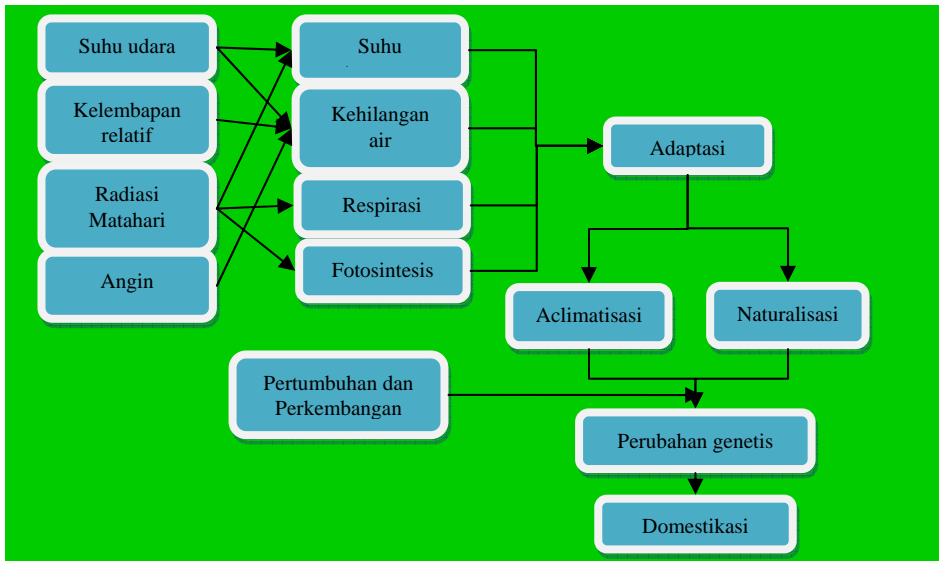 Suhu udara
Kelembapan
relatif
Radiasi
Matahari
Angin
Suhu
Kehilangan
air
Respirasi
Fotosintesis
Adaptasi
Aclimatisasi
Naturalisasi
Pertumbuhan dan
Perkembangan
Perubahan genetis
Domestikasi